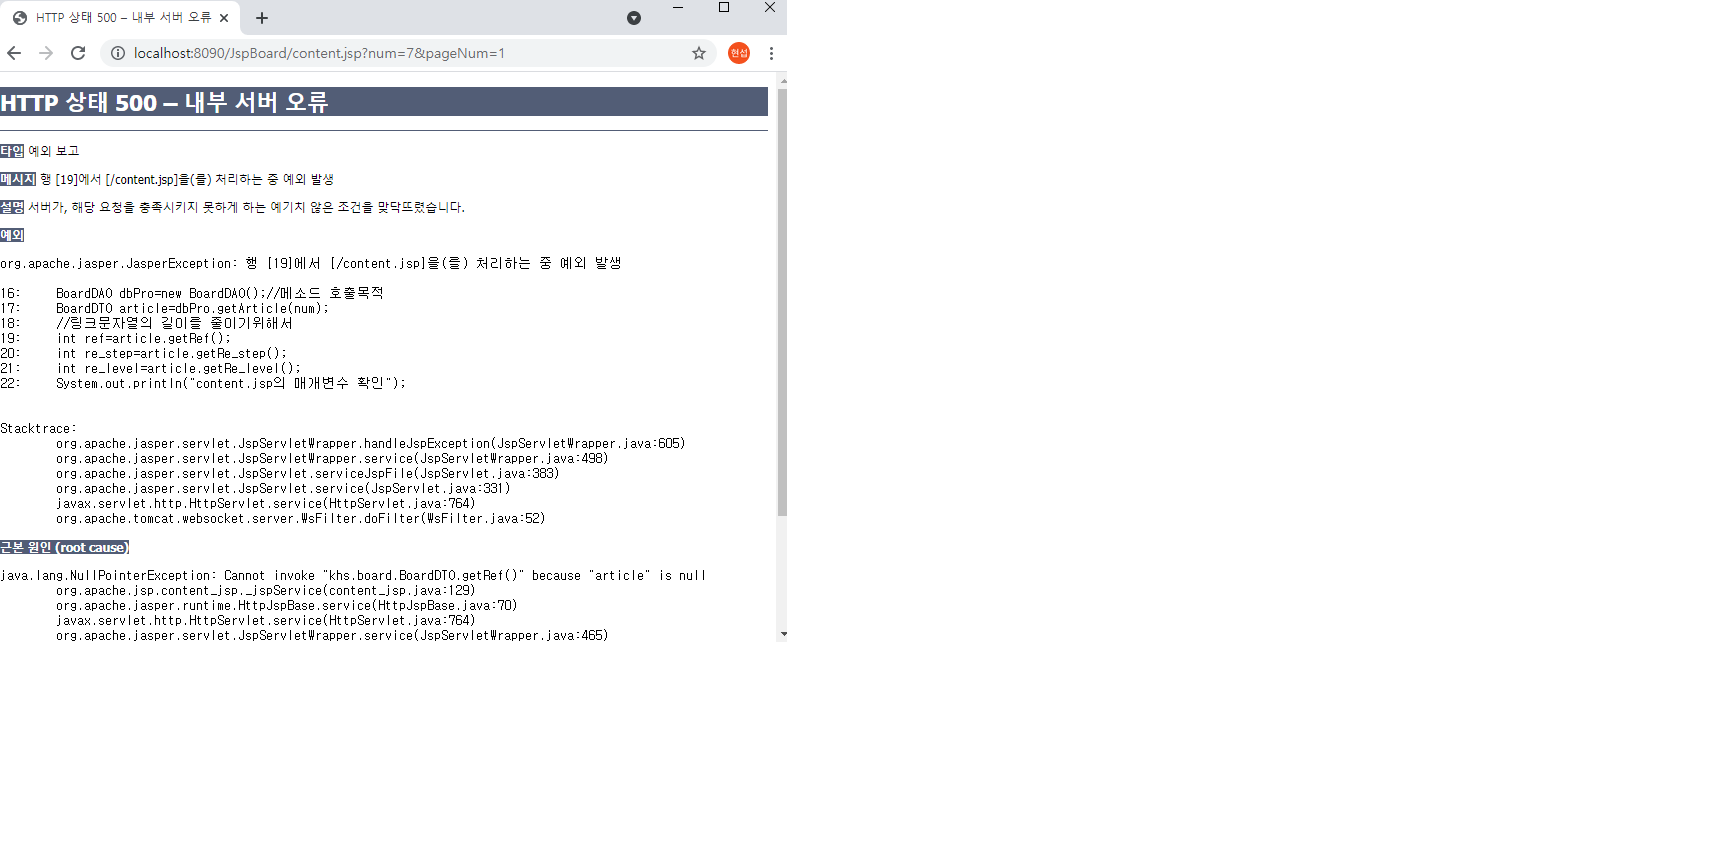 HTTP 상태 500 – 내부 서버 오류
localhost:8090/JspBoard/content.jsp?num=7&pageNum=1
현섭
HTTP 상태 500 – 내부 서버 오류
타입 예외 보고
메시지 행 [19]에서 [/content.jsp]을(를) 처리하는 중 예외 발생
설명 서버가, 해당 요청을 충족시키지 못하게 하는 예기치 않은 조건을 맞닥뜨렸습니다.
예외
org.apache.jasper.JasperException: 행 [19]에서 [/content.jsp]을(를) 처리하는 중 예외 발생
16: BoardDAO dbPro=new BoardDAO();//메소드 호출목적
17: BoardDTO article=dbPro.getArticle(num);
18: //링크문자열의 길이를 줄이기위해서
19: int ref=article.getRef();
20: int re_step=article.getRe_step();
21: int re_level=article.getRe_level();
22: System.out.println("content.jsp의 매개변수 확인");
Stacktrace:
org.apache.jasper.servlet.JspServletWrapper.handleJspException(JspServletWrapper.java:605)
org.apache.jasper.servlet.JspServletWrapper.service(JspServletWrapper.java:498)
org.apache.jasper.servlet.JspServlet.serviceJspFile(JspServlet.java:383)
org.apache.jasper.servlet.JspServlet.service(JspServlet.java:331)
javax.servlet.http.HttpServlet.service(HttpServlet.java:764)
org.apache.tomcat.websocket.server.WsFilter.doFilter(WsFilter.java:52)
근본 원인 (root cause)
java.lang.NullPointerException: Cannot invoke "khs.board.BoardDTO.getRef()" because "article" is null
org.apache.jsp.content_jsp._jspService(content_jsp.java:129)
org.apache.jasper.runtime.HttpJspBase.service(HttpJspBase.java:70)
javax.servlet.http.HttpServlet.service(HttpServlet.java:764)
org.apache.jasper.servlet.JspServletWrapper.service(JspServletWrapper.java:465)